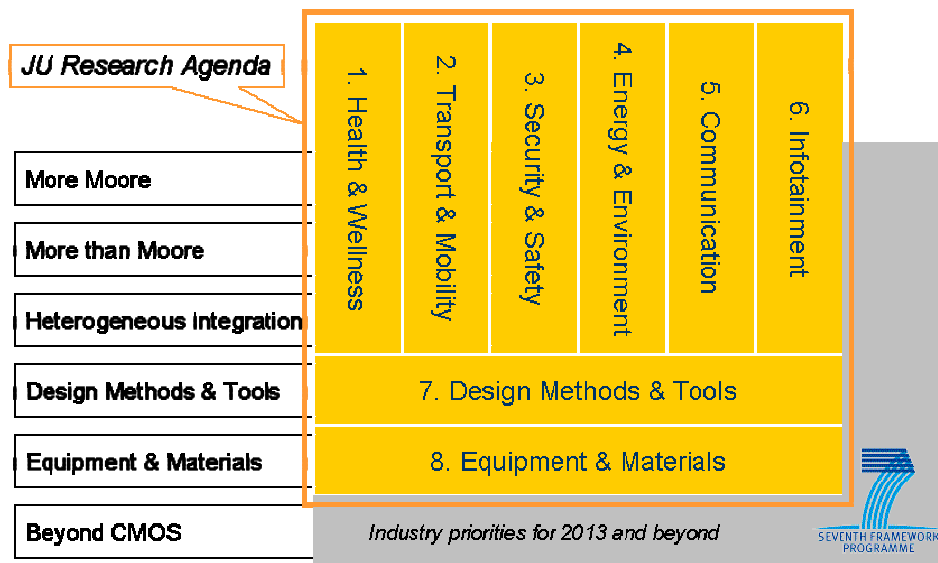 JU Research Agenda
1. Health & Wellness
2. Transport & Mobility
3. Security & Safety
4. Energy & Environment
5. Communication
6. Infotainment
More Moore
More than Moore
Heterogeneous integration
Design Methods & Tools
7. Design Methods & Tools
Equipment & Materials
8. Equipment & Materials
Beyond CMOS
Industry priorities for 2013 and beyond
SEVENTH FRAMEWORK
PROGRAMME